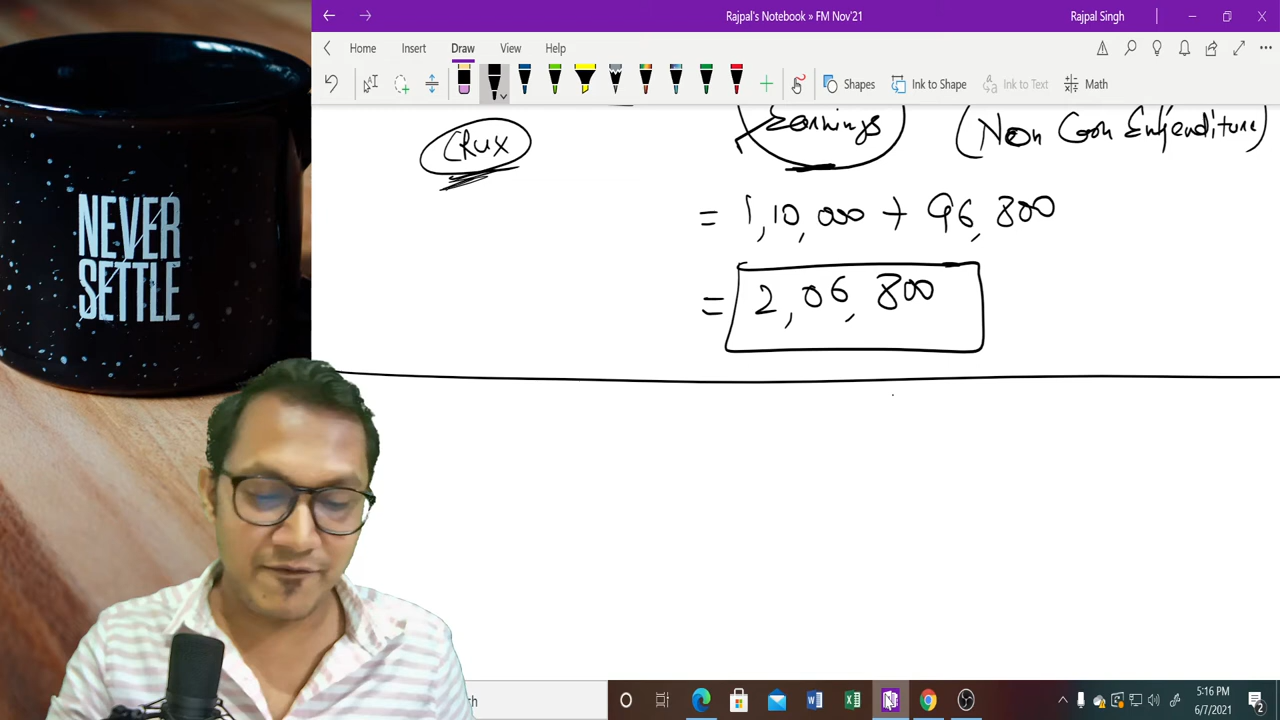 Rajpal's Notebook » FM Nov'21
Rajpal Singh
Home Insert Draw View Help
Shapes Ink to Shape Ink to Text Math
Earnings (Non Cash Expenditure)
CRUX
= 1,10,000 + 96,800
= 2,06,800
NEVER
SETTLE
5:16 PM
6/7/2021
2